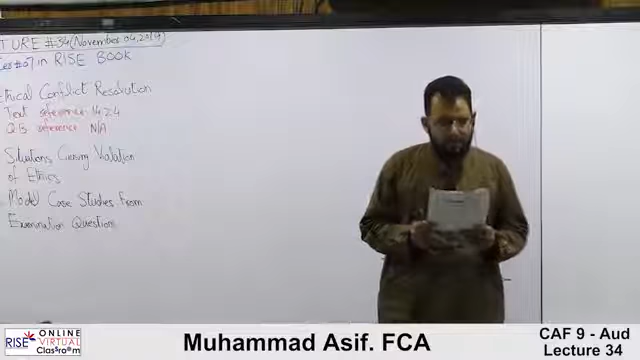 TURE #34 (November 04, 2019)
#07 in RISE BOOK
Ethical Conflict Resolution
Text reference 14.2.4
Q.B reference N/A
Situations Causing Violation
of Ethics
Model Case Studies From
Examination Questions
RISE ONLINE
VIRTUAL
Classroom
Muhammad Asif. FCA
CAF 9 - Aud
Lecture 34